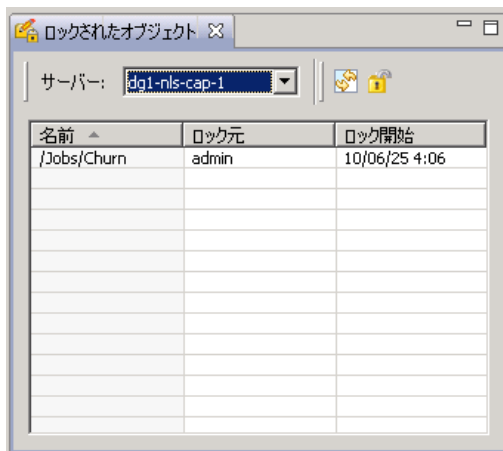 ロックされたオブジェクト
サーバー: dg1-nls-cap-1
名前 ロック元 ロック開始
/Jobs/Churn admin 10/06/25 4:06